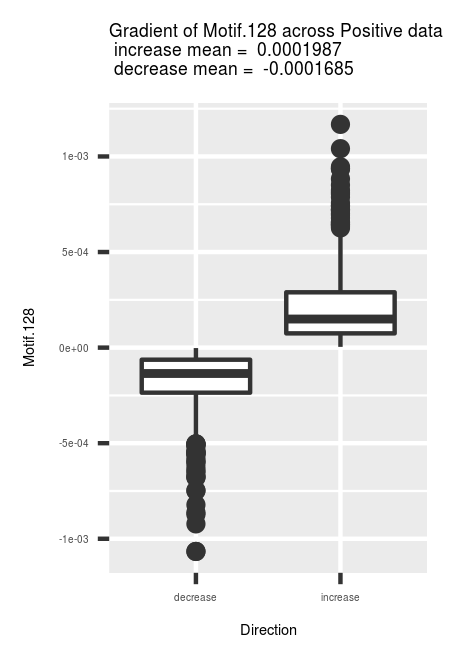 Gradient of Motif.128 across Positive data
increase mean =  0.0001987
decrease mean =  -0.0001685
1e-03
5e-04
0e+00
-5e-04
-1e-03
Motif.128
decrease
increase
Direction